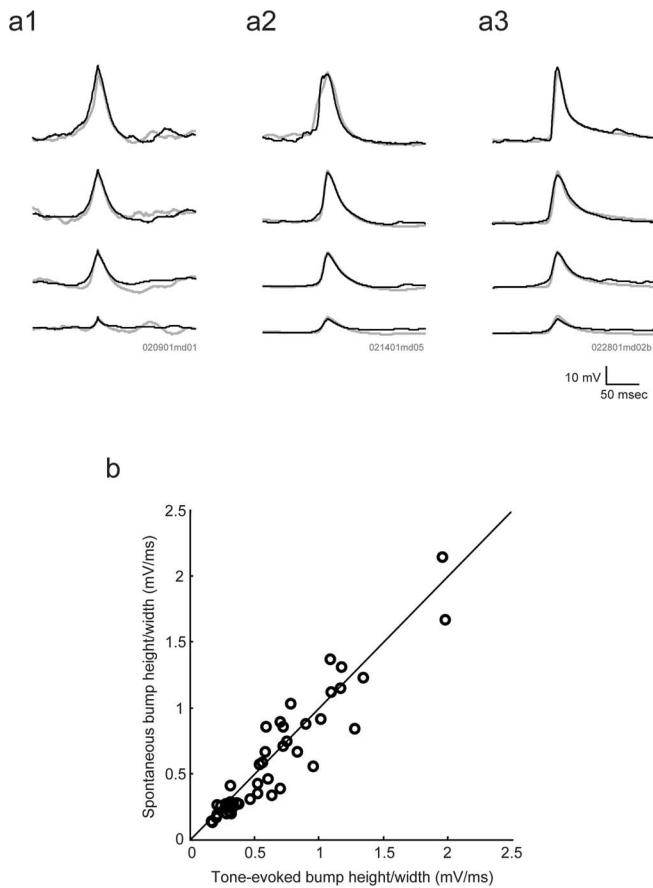 a1
a2
a3
020901md01
021401md05
022801md02b
10 mV
50 msec
b
Spontaneous bump height/width (mV/ms)
2.5
2
1.5
1
0.5
0
0.5
1
1.5
2
2.5
Tone-evoked bump height/width (mV/ms)